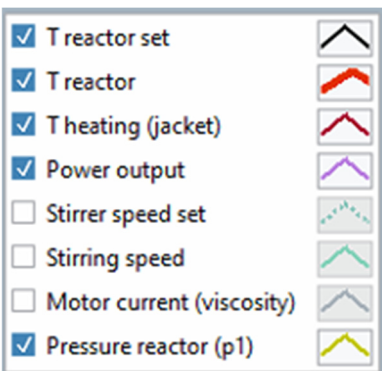 T reactor set
T reactor
T heating (jacket)
Power output
Stirrer speed set
Stirring speed
Motor current (viscosity)
Pressure reactor (p1)